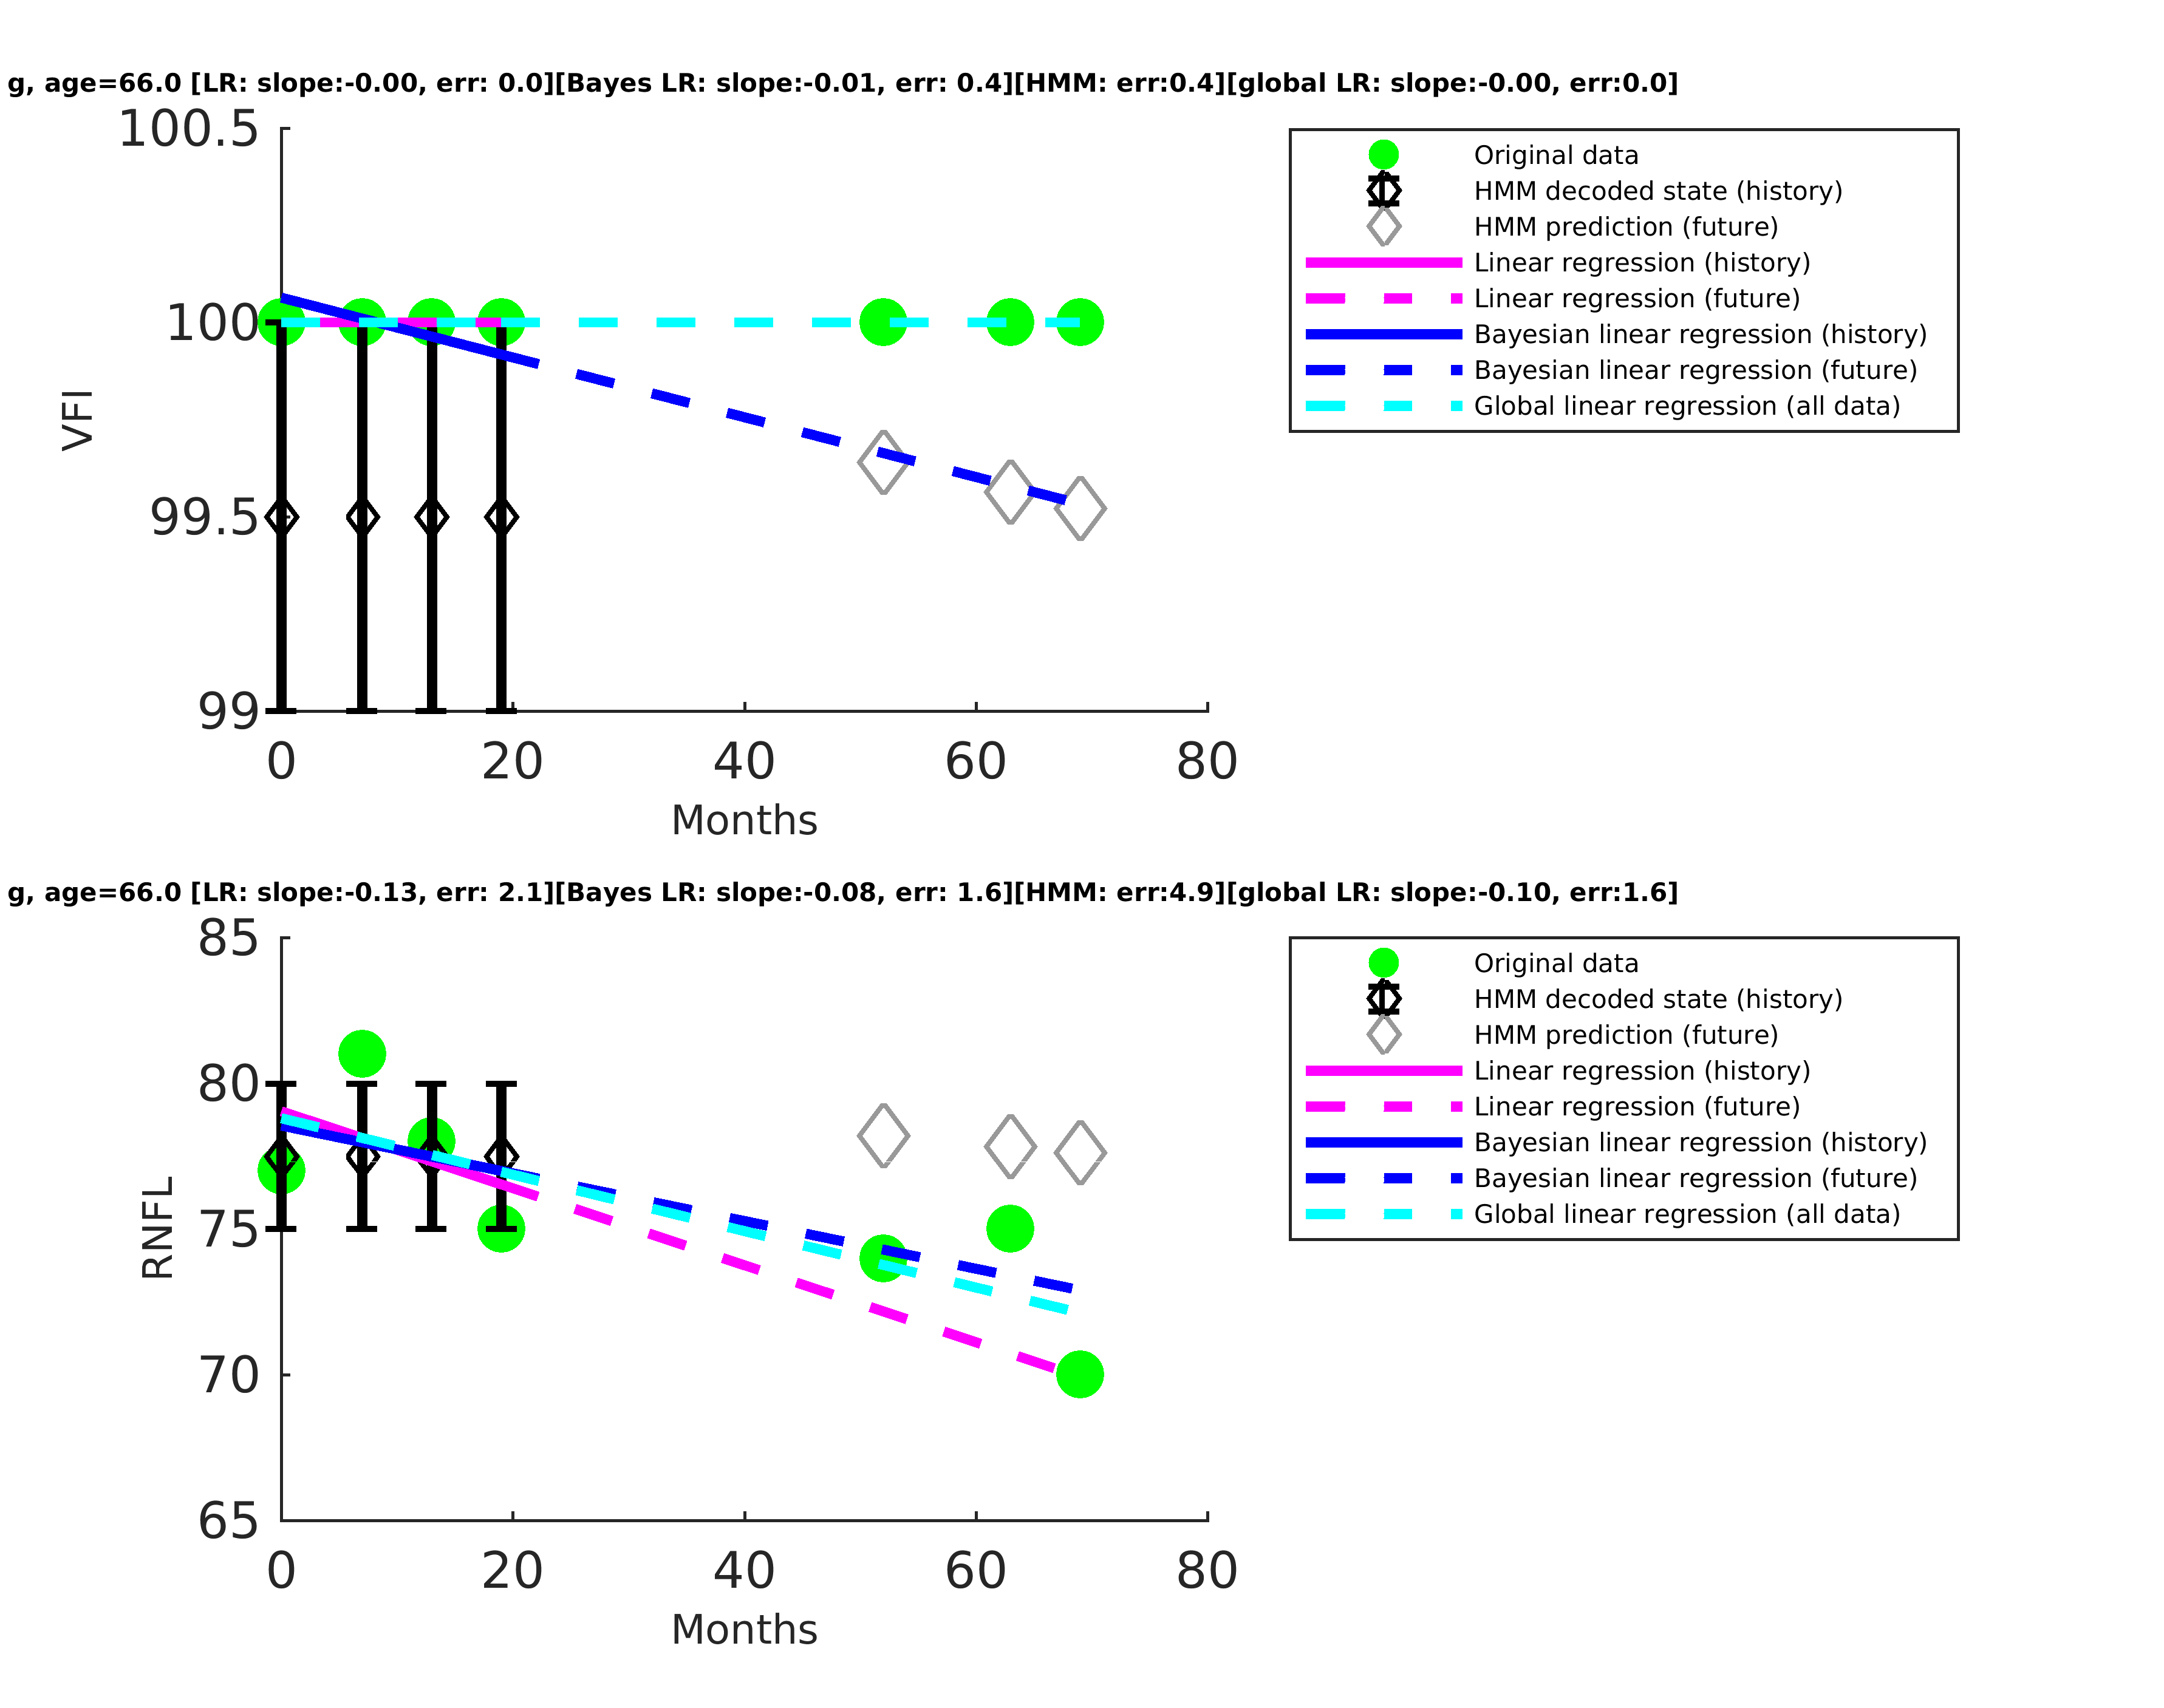 g, age=66.0 [LR: slope:-0.00, err: 0.0][Bayes LR: slope:-0.01, err: 0.4][HMM: err:0.4][global LR: slope:-0.00, err:0.0]
100.5
100
99.5
99
VFI
0 20 40 60 80
Months
Original data
HMM decoded state (history)
HMM prediction (future)
Linear regression (history)
Linear regression (future)
Bayesian linear regression (history)
Bayesian linear regression (future)
Global linear regression (all data)
g, age=66.0 [LR: slope:-0.13, err: 2.1][Bayes LR: slope:-0.08, err: 1.6][HMM: err:4.9][global LR: slope:-0.10, err:1.6]
85
80
75
70
65
RNFL
0 20 40 60 80
Months
Original data
HMM decoded state (history)
HMM prediction (future)
Linear regression (history)
Linear regression (future)
Bayesian linear regression (history)
Bayesian linear regression (future)
Global linear regression (all data)